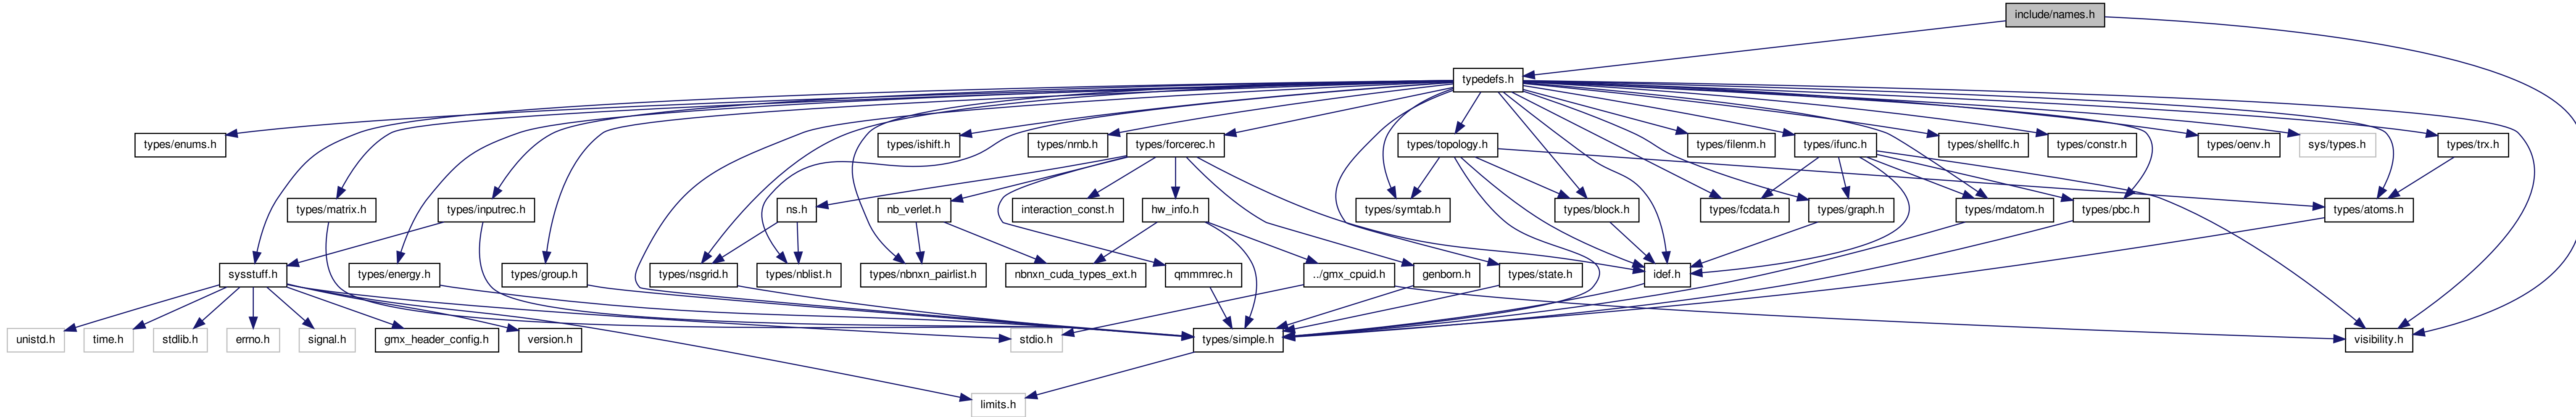 include/names.h
typedefs.h
types/enums.h
types/ishift.h
types/nrnb.h
types/forcerec.h
types/topology.h
types/filenm.h
types/ifunc.h
types/shellfc.h
types/constr.h
types/oenv.h
sys/types.h
types/trx.h
types/matrix.h
types/inputrec.h
ns.h
nb_verlet.h
interaction_const.h
hw_info.h
types/symtab.h
types/block.h
types/fcdata.h
types/graph.h
types/mdatom.h
types/pbc.h
types/atoms.h
sysstuff.h
types/energy.h
types/group.h
types/nsgrid.h
types/nblist.h
types/nbnxn_pairlist.h
nbnxn_cuda_types_ext.h
qmmmrec.h
../gmx_cpuid.h
genborn.h
types/state.h
idef.h
unistd.h
time.h
stdlib.h
errno.h
signal.h
gmx_header_config.h
version.h
stdio.h
types/simple.h
visibility.h
limits.h